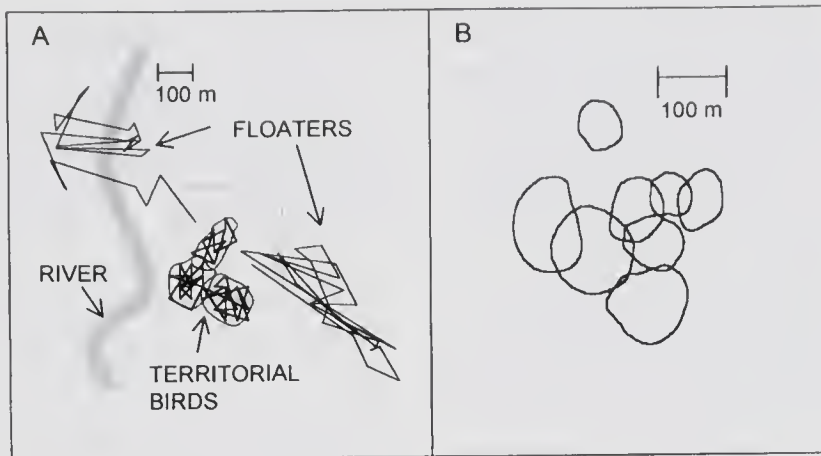 A
100 m
FLOATERS
RIVER
TERRITORIAL
BIRDS
B
100 m